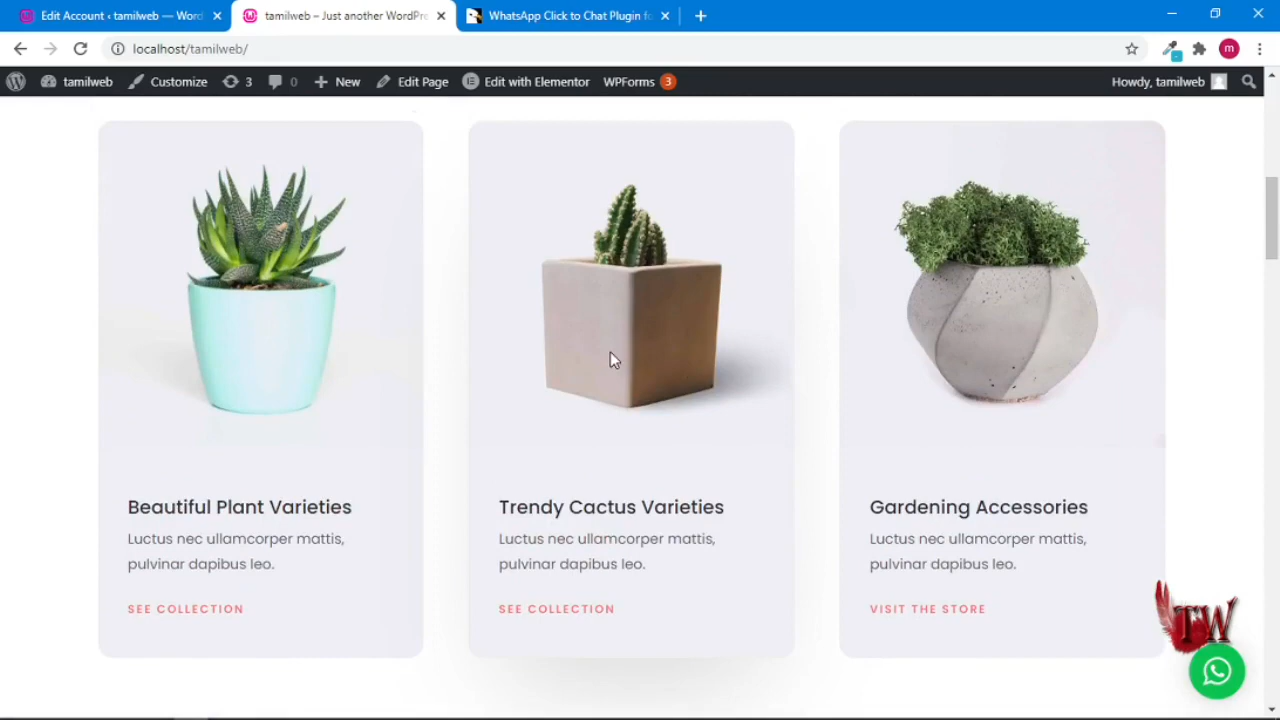 Edit Account ‹ tamilweb — Word
tamilweb – Just another WordPre
WhatsApp Click to Chat Plugin fo
localhost/tamilweb/
m
tamilweb
Customize
3
0
New
Edit Page
Edit with Elementor
WPForms 3
Howdy, tamilweb
Beautiful Plant Varieties
Luctus nec ullamcorper mattis,
pulvinar dapibus leo.
SEE COLLECTION
Trendy Cactus Varieties
Luctus nec ullamcorper mattis,
pulvinar dapibus leo.
SEE COLLECTION
Gardening Accessories
Luctus nec ullamcorper mattis,
pulvinar dapibus leo.
VISIT THE STORE
TW